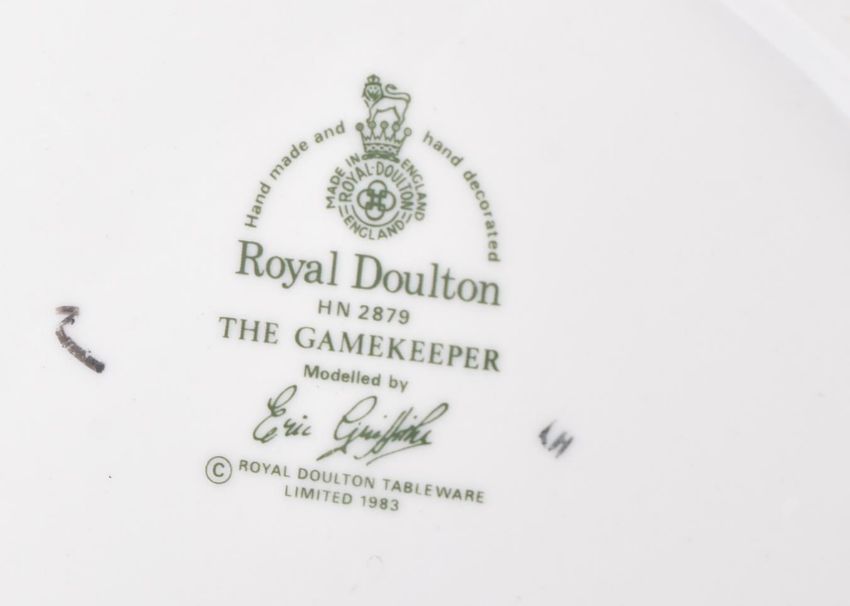 Hand made and hand decorated
MADE IN ENGLAND
ROYAL·DOULTON
ENGLAND
Royal Doulton
HN 2879
THE GAMEKEEPER
Modelled by
Eric Griffiths
© ROYAL DOULTON TABLEWARE
LIMITED 1983